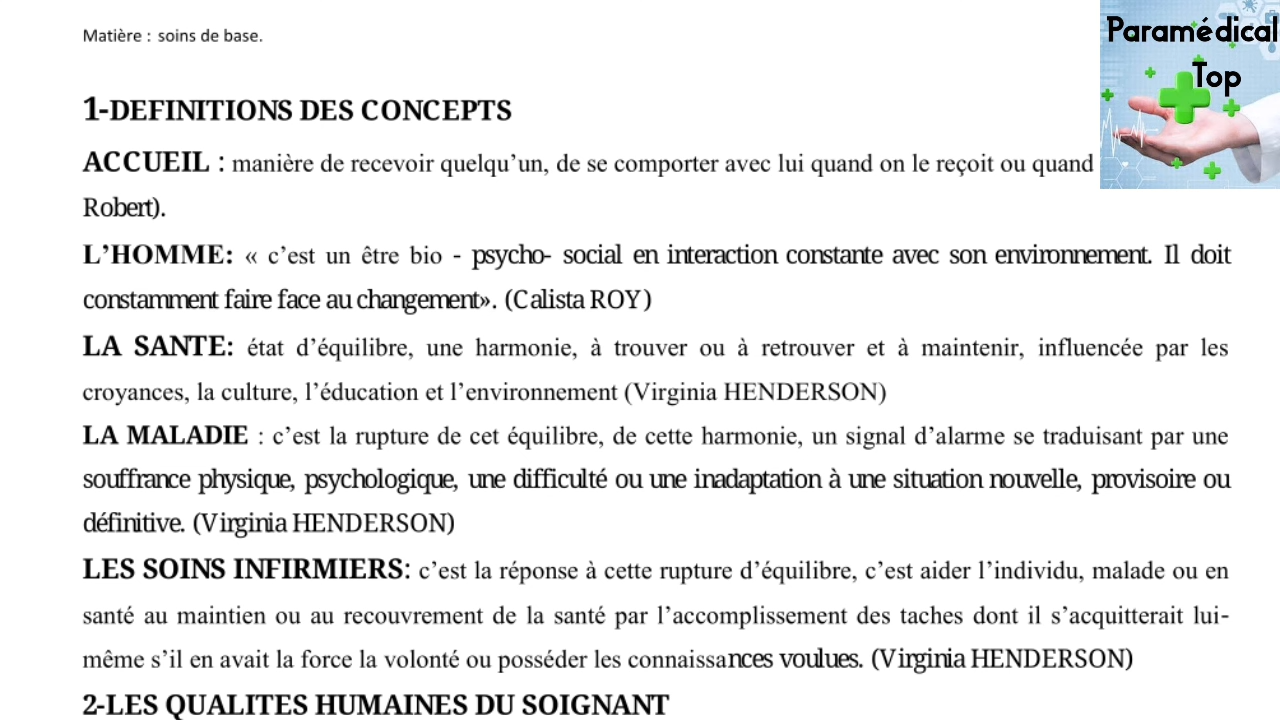 Matière : soins de base.
Paramédical
Top
1-DEFINITIONS DES CONCEPTS
ACCUEIL : manière de recevoir quelqu’un, de se comporter avec lui quand on le reçoit ou quand
Robert).
L’HOMME: « c’est un être bio - psycho- social en interaction constante avec son environnement. Il doit
constamment faire face au changement». (Calista ROY)
LA SANTE: état d’équilibre, une harmonie, à trouver ou à retrouver et à maintenir, influencée par les
croyances, la culture, l’éducation et l’environnement (Virginia HENDERSON)
LA MALADIE : c’est la rupture de cet équilibre, de cette harmonie, un signal d’alarme se traduisant par une
souffrance physique, psychologique, une difficulté ou une inadaptation à une situation nouvelle, provisoire ou
définitive. (Virginia HENDERSON)
LES SOINS INFIRMIERS: c’est la réponse à cette rupture d’équilibre, c’est aider l’individu, malade ou en
santé au maintien ou au recouvrement de la santé par l’accomplissement des taches dont il s’acquitterait lui-
même s’il en avait la force la volonté ou posséder les connaissances voulues. (Virginia HENDERSON)
2-LES QUALITES HUMAINES DU SOIGNANT